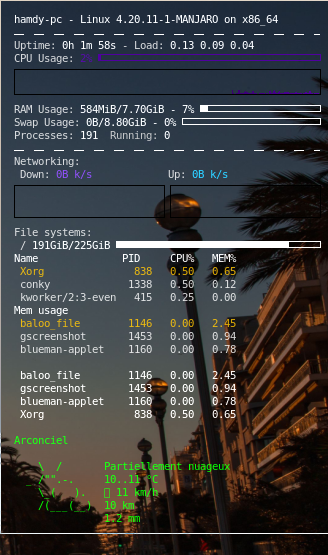 hamdy-pc - Linux 4.20.11-1-MANJARO on x86_64
Uptime: 0h 1m 58s - Load: 0.13 0.09 0.04
CPU Usage:
RAM Usage: 584MiB/7.70GiB - 7%
Swap Usage: 0B/8.80GiB - 0%
Processes: 191 Running: 0
Networking:
Down: 0B k/s Up: 0B k/s
File systems:
/ 191GiB/225GiB
Name PID CPU% MEM%
Xorg 838 0.50 0.65
conky 1338 0.50 0.12
kworker/2:3-even 415 0.25 0.00
Mem usage
baloo_file 1146 0.00 2.45
gscreenshot 1453 0.00 0.94
blueman-applet 1160 0.00 0.78
baloo_file 1146 0.00 2.45
gscreenshot 1453 0.00 0.94
blueman-applet 1160 0.00 0.78
Xorg 838 0.50 0.65
Arconciel
\ / Partiellement nuageux
_ /"".-. 10..11 °C
\_( ). 11 km/h
/(___(__) 10 km
1.2 mm